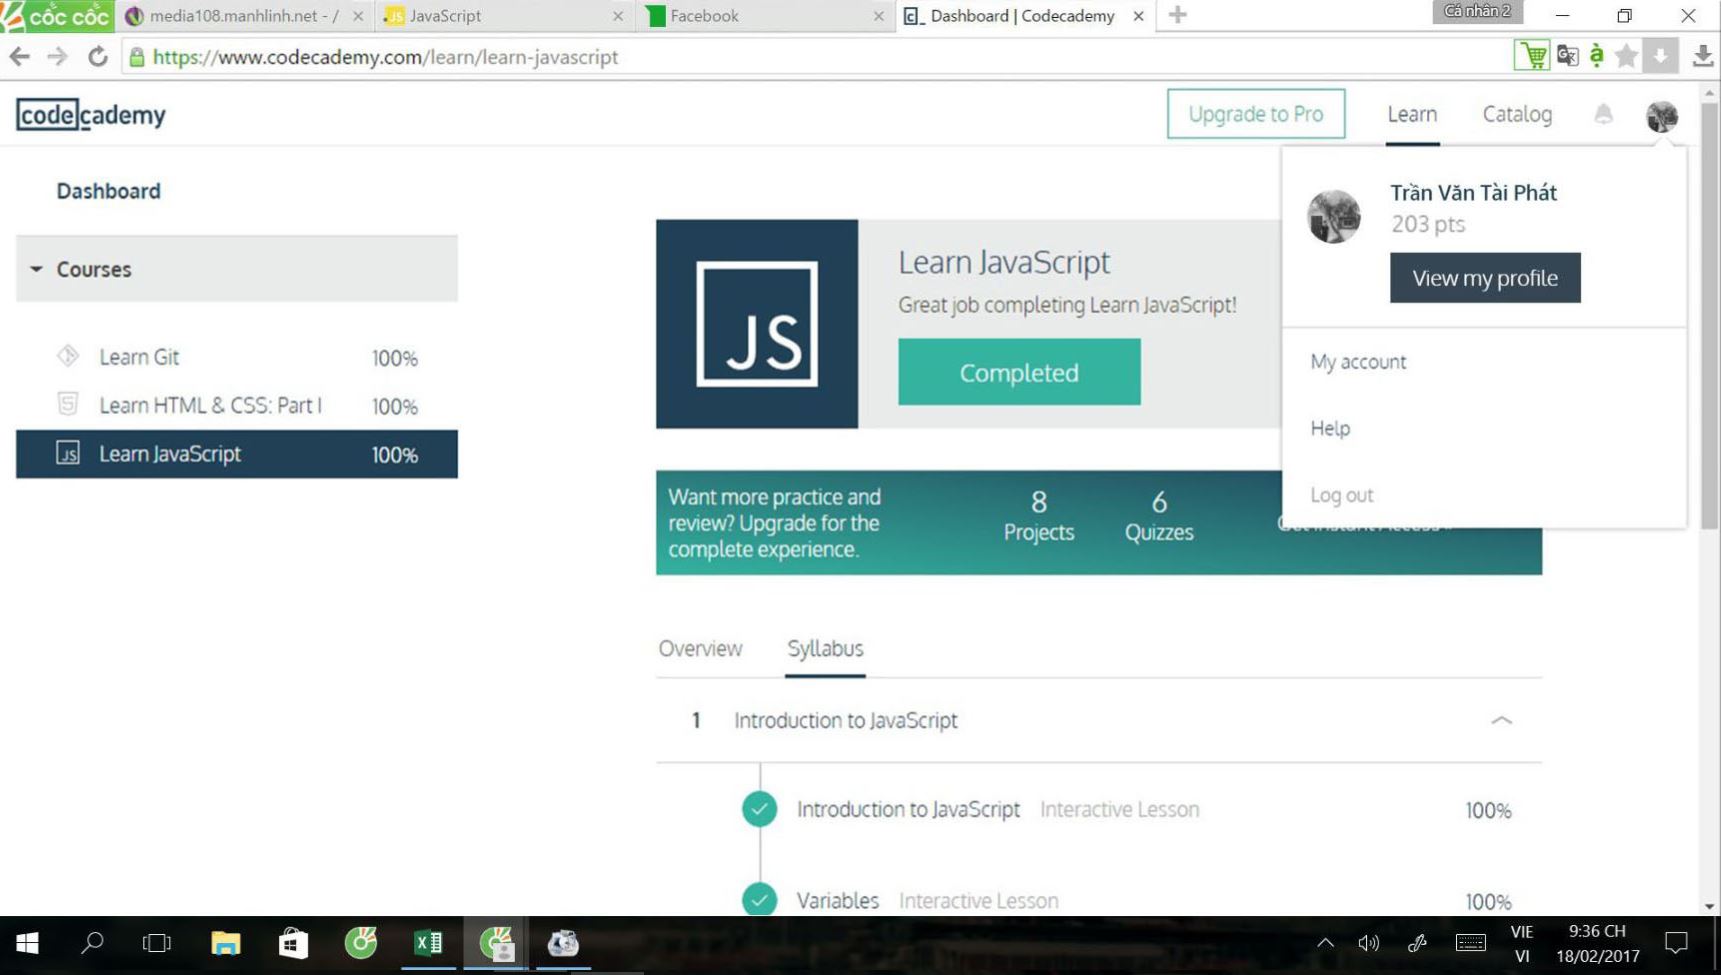 cốc cốc
media108.manhlinh.net - /
JavaScript
Facebook
Dashboard | Codecademy
Cá nhân 2
https://www.codecademy.com/learn/learn-javascript
codecademy
Upgrade to Pro
Learn
Catalog
Trần Văn Tài Phát
203 pts
View my profile
My account
Help
Log out
Dashboard
Courses
Learn Git 100%
Learn HTML & CSS: Part I 100%
JS Learn JavaScript 100%
JS
Learn JavaScript
Great job completing Learn JavaScript!
Completed
Want more practice and
review? Upgrade for the
complete experience.
8
Projects
6
Quizzes
Overview
Syllabus
1 Introduction to JavaScript
Introduction to JavaScript Interactive Lesson 100%
Variables Interactive Lesson 100%
VIE
VI
9:36 CH
18/02/2017